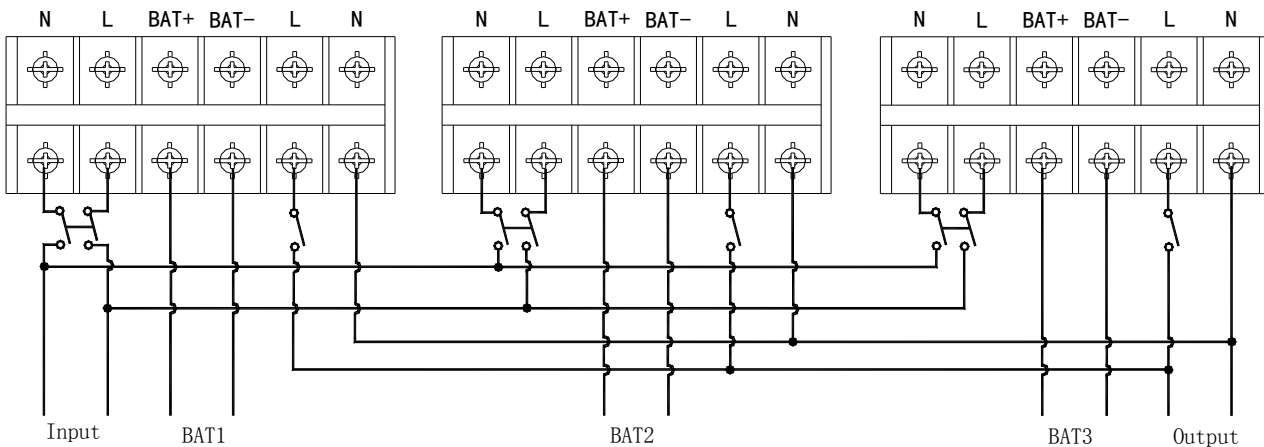 N L BAT+ BAT- L N N L BAT+ BAT- L N N L BAT+ BAT- L N
Input BAT1 BAT2 BAT3 Output